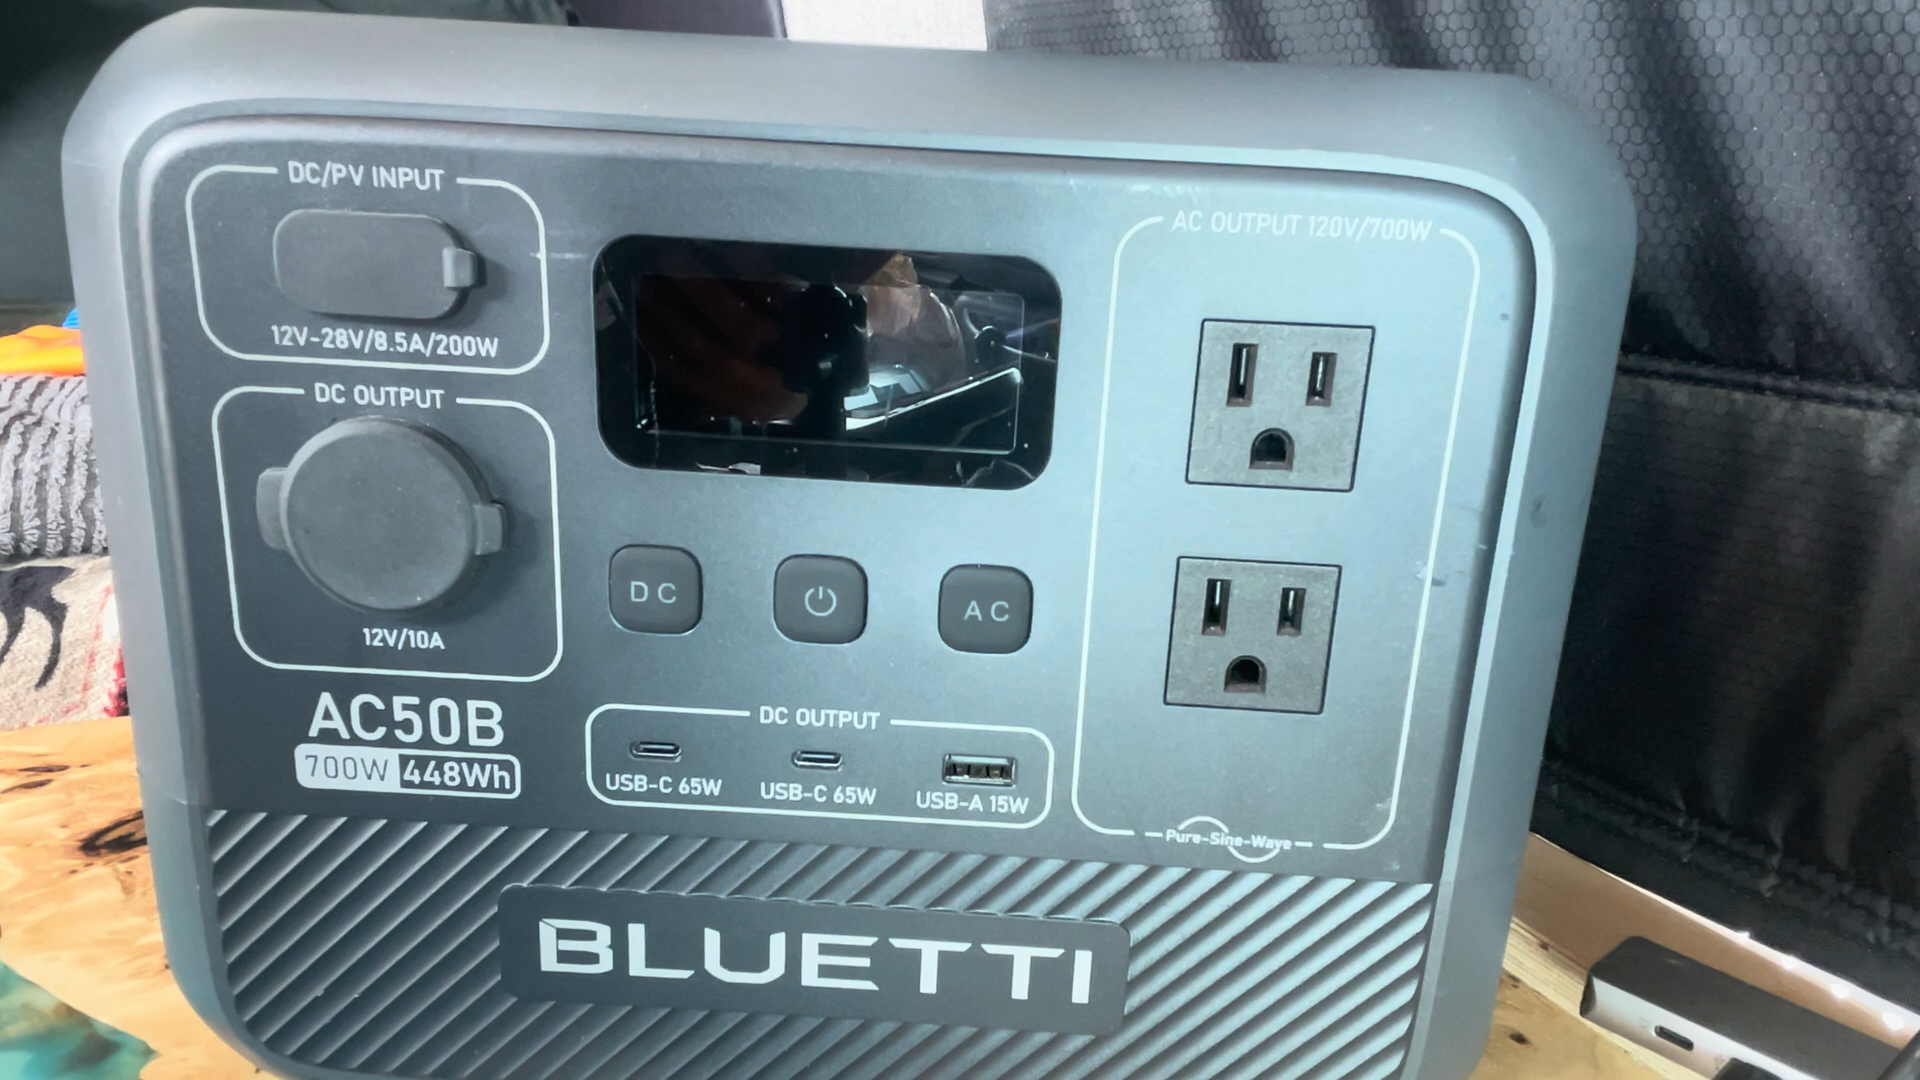 DC/PV INPUT
12V-28V/8.5A/200W
DC OUTPUT
12V/10A
AC50B
700W 448Wh
DC
AC
DC OUTPUT
USB-C 65W
USB-C 65W
USB-A 15W
AC OUTPUT 120V/700W
Pure-Sine-Wave
BLUETTI